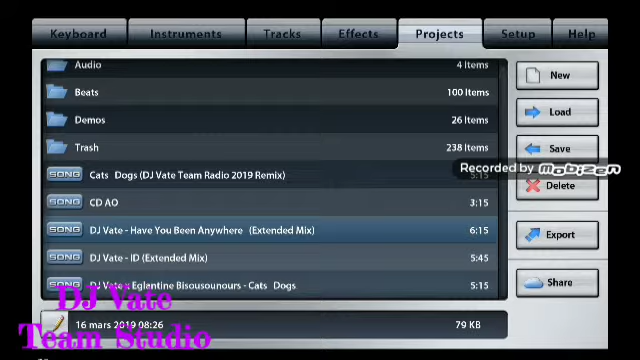 Keyboard Instruments Tracks Effects Projects Setup Help
Audio 4 Items
Beats 100 Items
Demos 26 Items
Trash 238 Items
SONG Cats Dogs (DJ Vate Team Radio 2019 Remix) 5:15
SONG CD AO 3:15
SONG DJ Vate - Have You Been Anywhere (Extended Mix) 6:15
SONG DJ Vate - ID (Extended Mix) 5:45
SONG DJ Vate x Eglantine Bisousounours - Cats Dogs 5:15
16 mars 2019 08:26 79 KB
New
Load
Save
Recorded by mobizen
Delete
Export
Share
DJ Vate
Team Studio